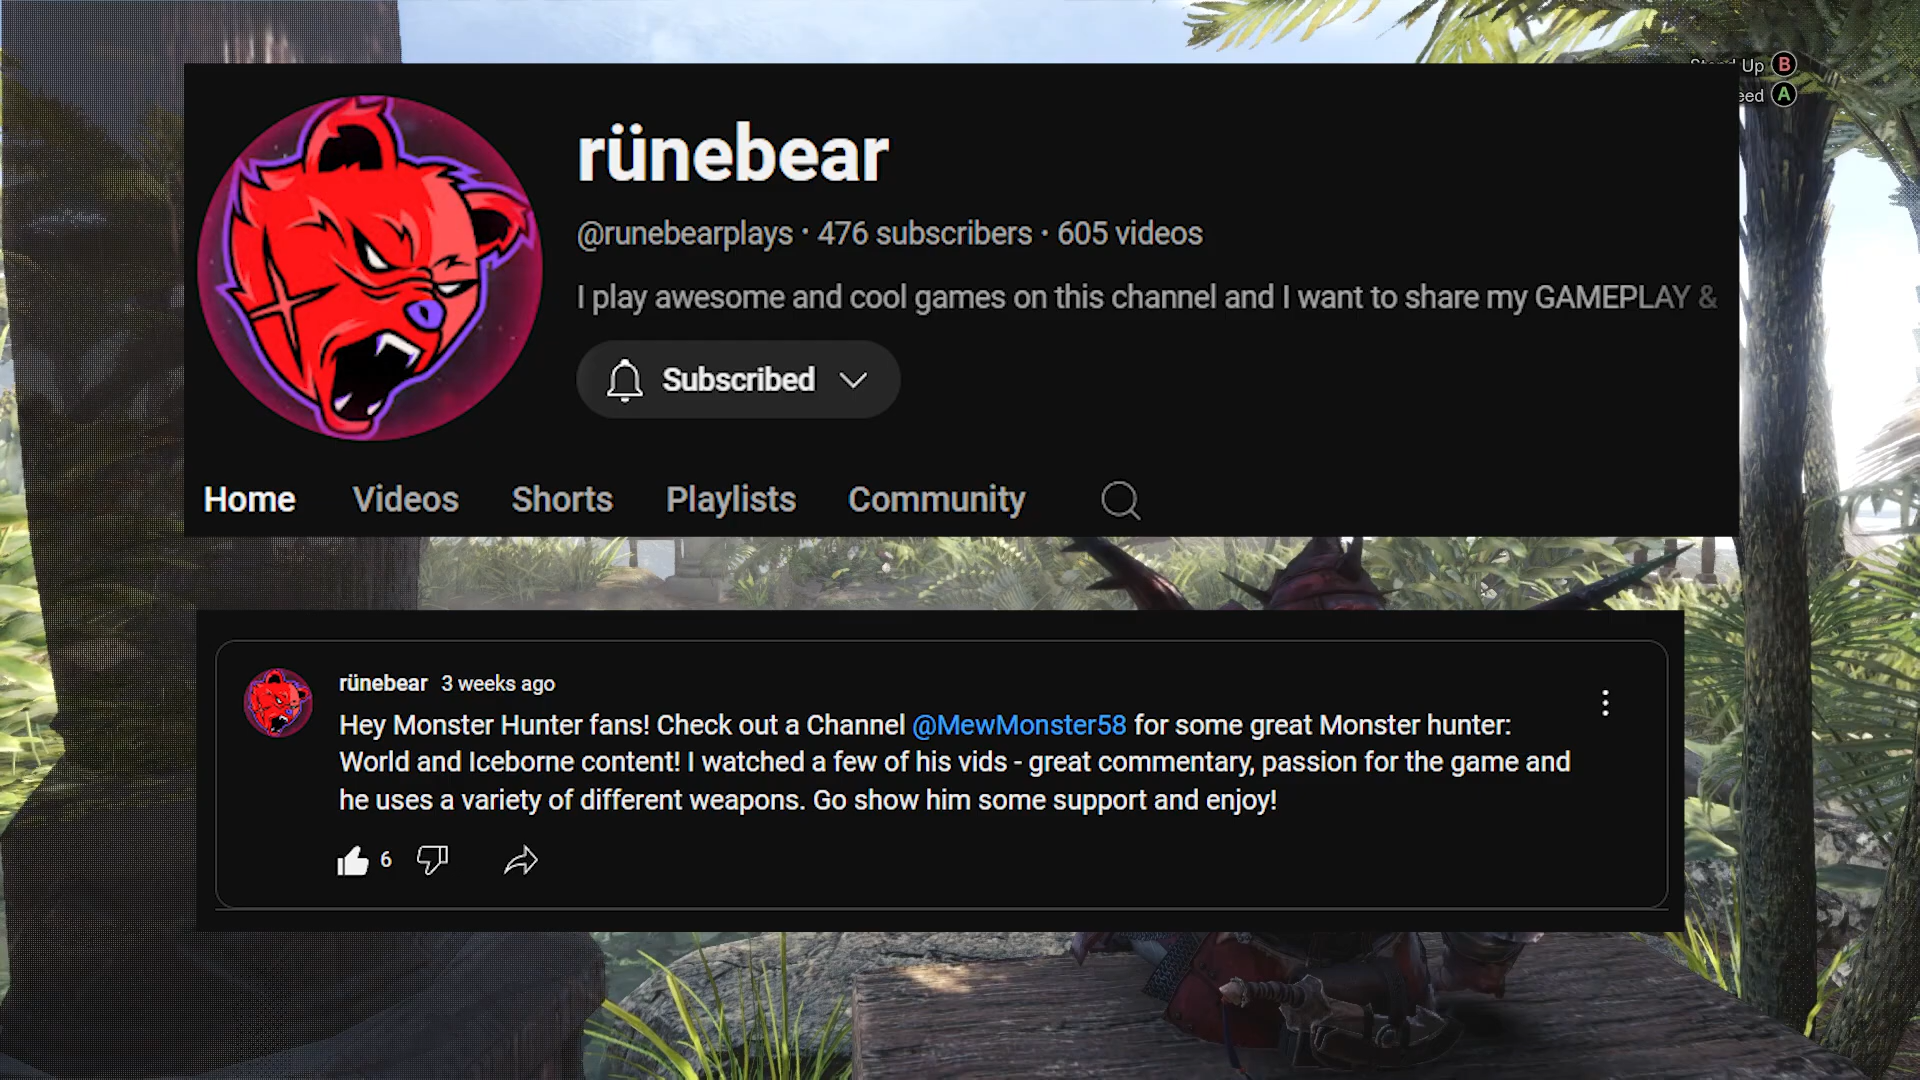 Up B
eed A
rünebear
@runebearplays · 476 subscribers · 605 videos
I play awesome and cool games on this channel and I want to share my GAMEPLAY &
Subscribed
Home Videos Shorts Playlists Community
rünebear 3 weeks ago
Hey Monster Hunter fans! Check out a Channel @MewMonster58 for some great Monster hunter:
World and Iceborne content! I watched a few of his vids - great commentary, passion for the game and
he uses a variety of different weapons. Go show him some support and enjoy!
6